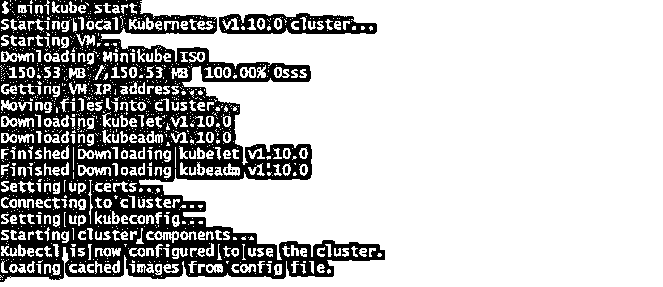 $ minikube start
Starting local Kubernetes v1.10.0 cluster...
Starting VM...
Downloading Minikube ISO
150.53 MB / 150.53 MB  100.00% 0sss
Getting VM IP address...
Moving files into cluster...
Downloading kubelet v1.10.0
Downloading kubeadm v1.10.0
Finished Downloading kubelet v1.10.0
Finished Downloading kubeadm v1.10.0
Setting up certs...
Connecting to cluster...
Setting up kubeconfig...
Starting cluster components...
Kubectl is now configured to use the cluster.
Loading cached images from config file.